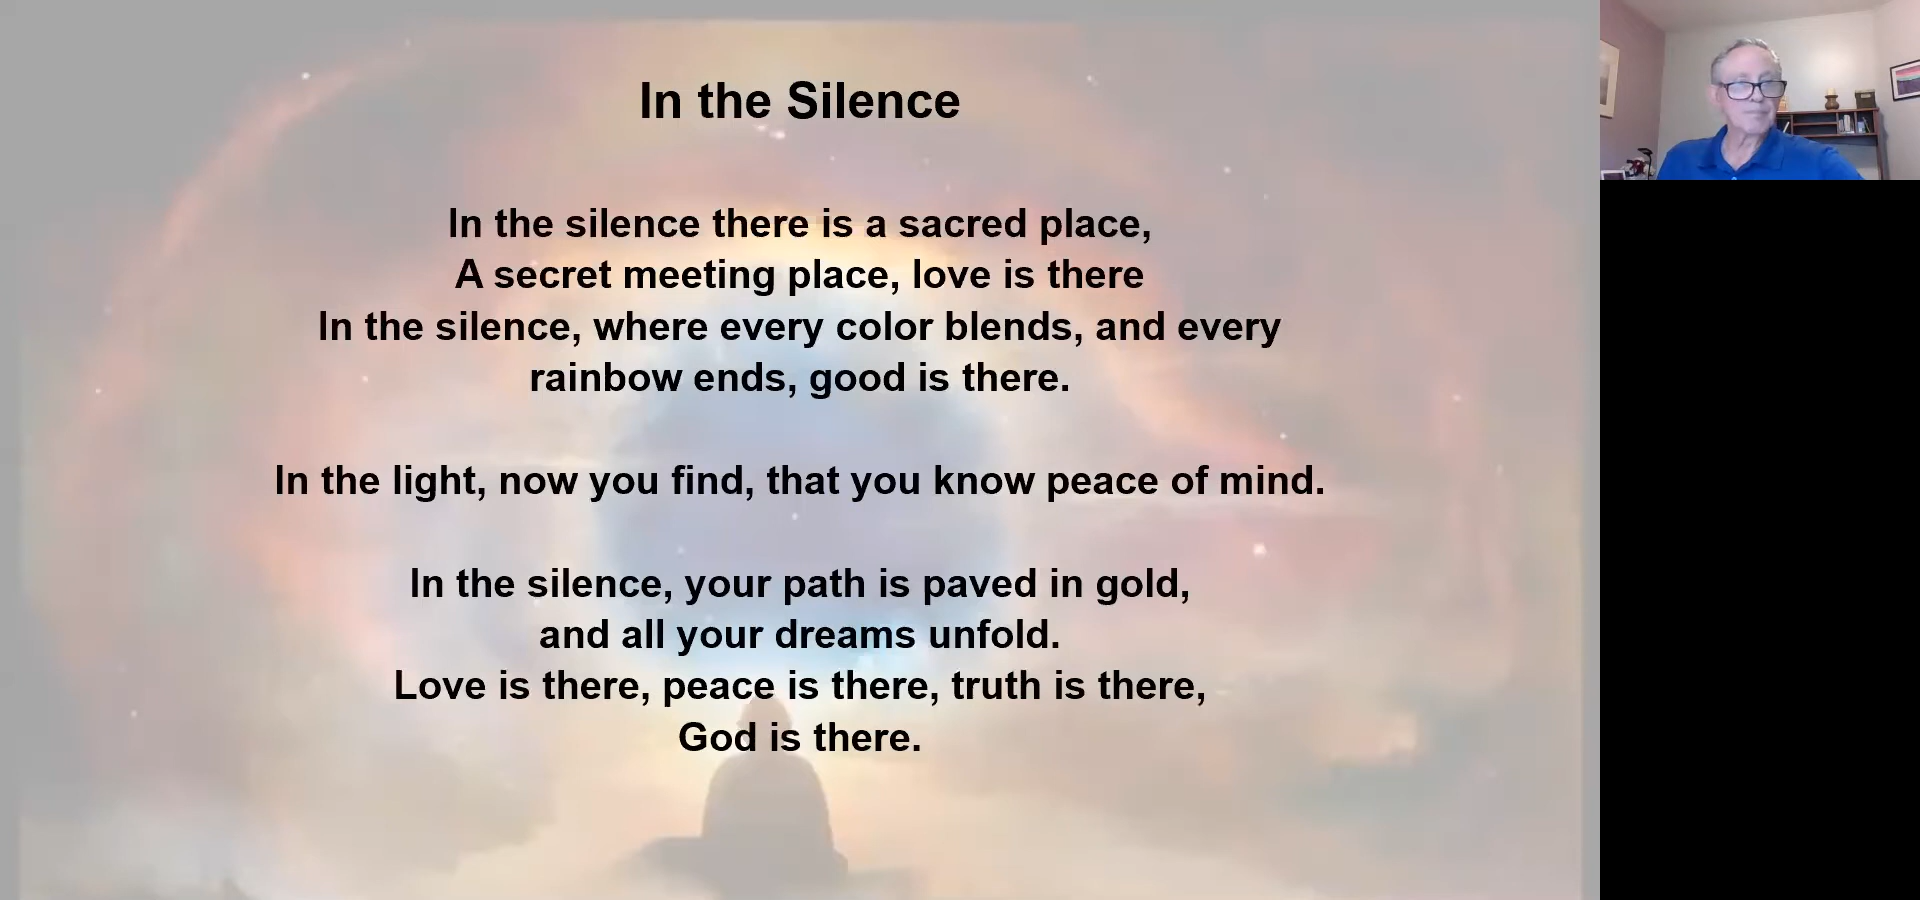 In the Silence
In the silence there is a sacred place,
A secret meeting place, love is there
In the silence, where every color blends, and every
rainbow ends, good is there.
In the light, now you find, that you know peace of mind.
In the silence, your path is paved in gold,
and all your dreams unfold.
Love is there, peace is there, truth is there,
God is there.